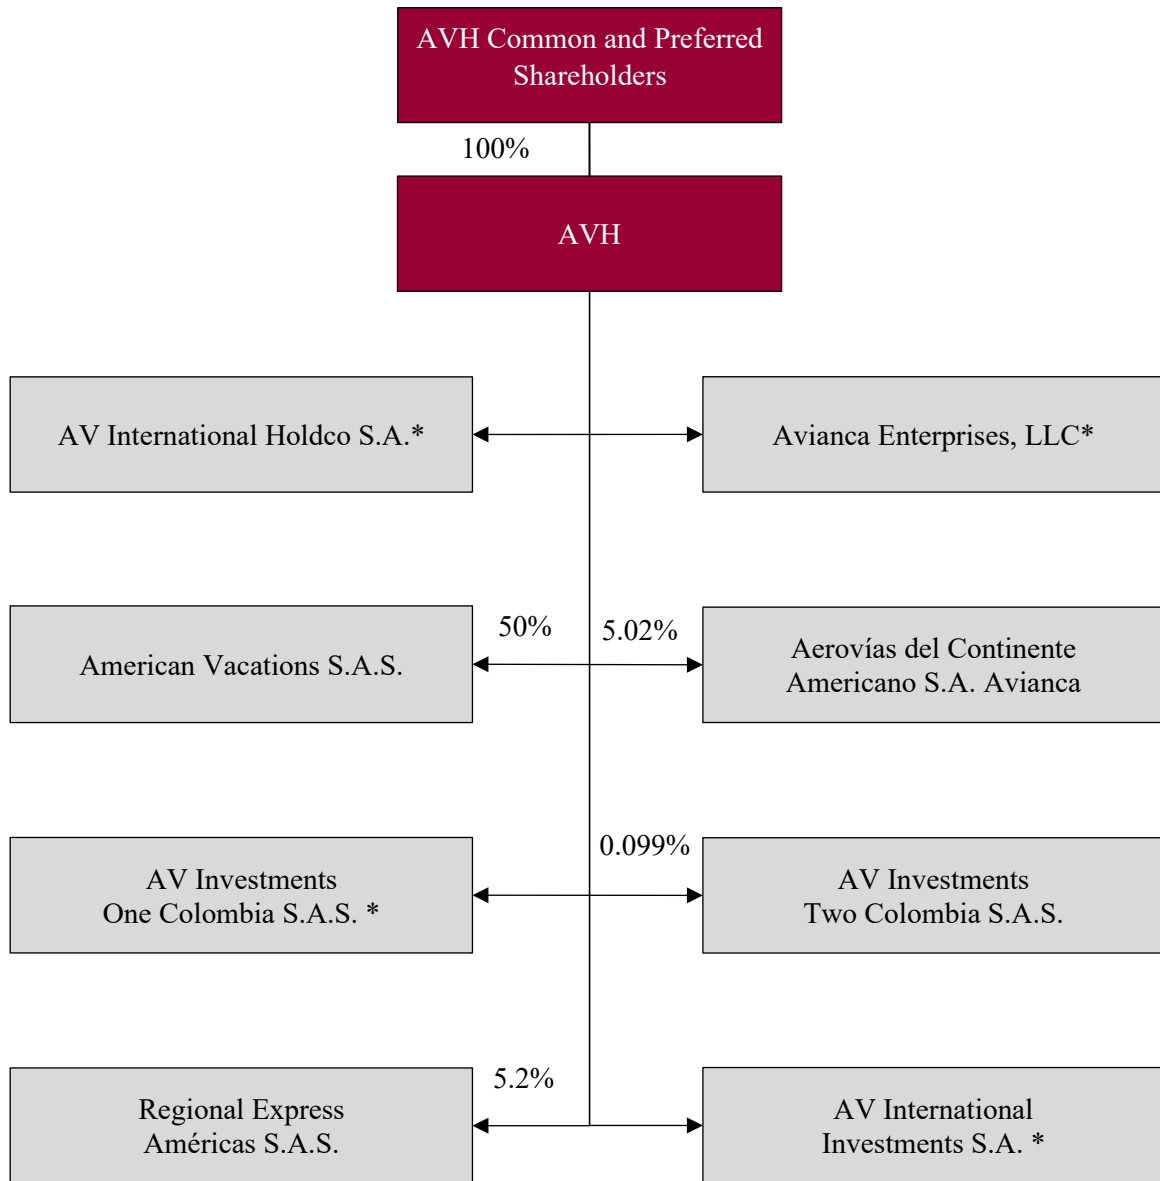 AVH Common and Preferred
Shareholders
100%
AVH
AV International Holdco S.A.*
Avianca Enterprises, LLC*
50%
5.02%
American Vacations S.A.S.
Aerovías del Continente
Americano S.A. Avianca
0.099%
AV Investments
One Colombia S.A.S. *
AV Investments
Two Colombia S.A.S.
5.2%
Regional Express
Américas S.A.S.
AV International
Investments S.A. *